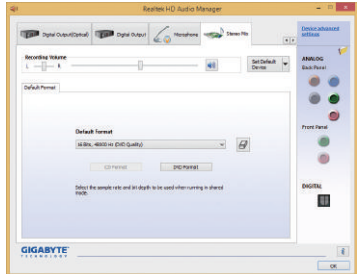 Realtek HD Audio Manager
Digital Output(Optical)
Digital Output
Microphone
Stereo Mix
Device advanced
settings
Recording Volume
L
R
Set Default
Device
ANALOG
Back Panel
Default Format
Default Format
16 Bits, 48000 Hz (DVD Quality)
CD Format
DVD Format
Select the sample rate and bit depth to be used when running in shared
mode.
Front Panel
DIGITAL
GIGABYTE
TECHNOLOGY
i
OK